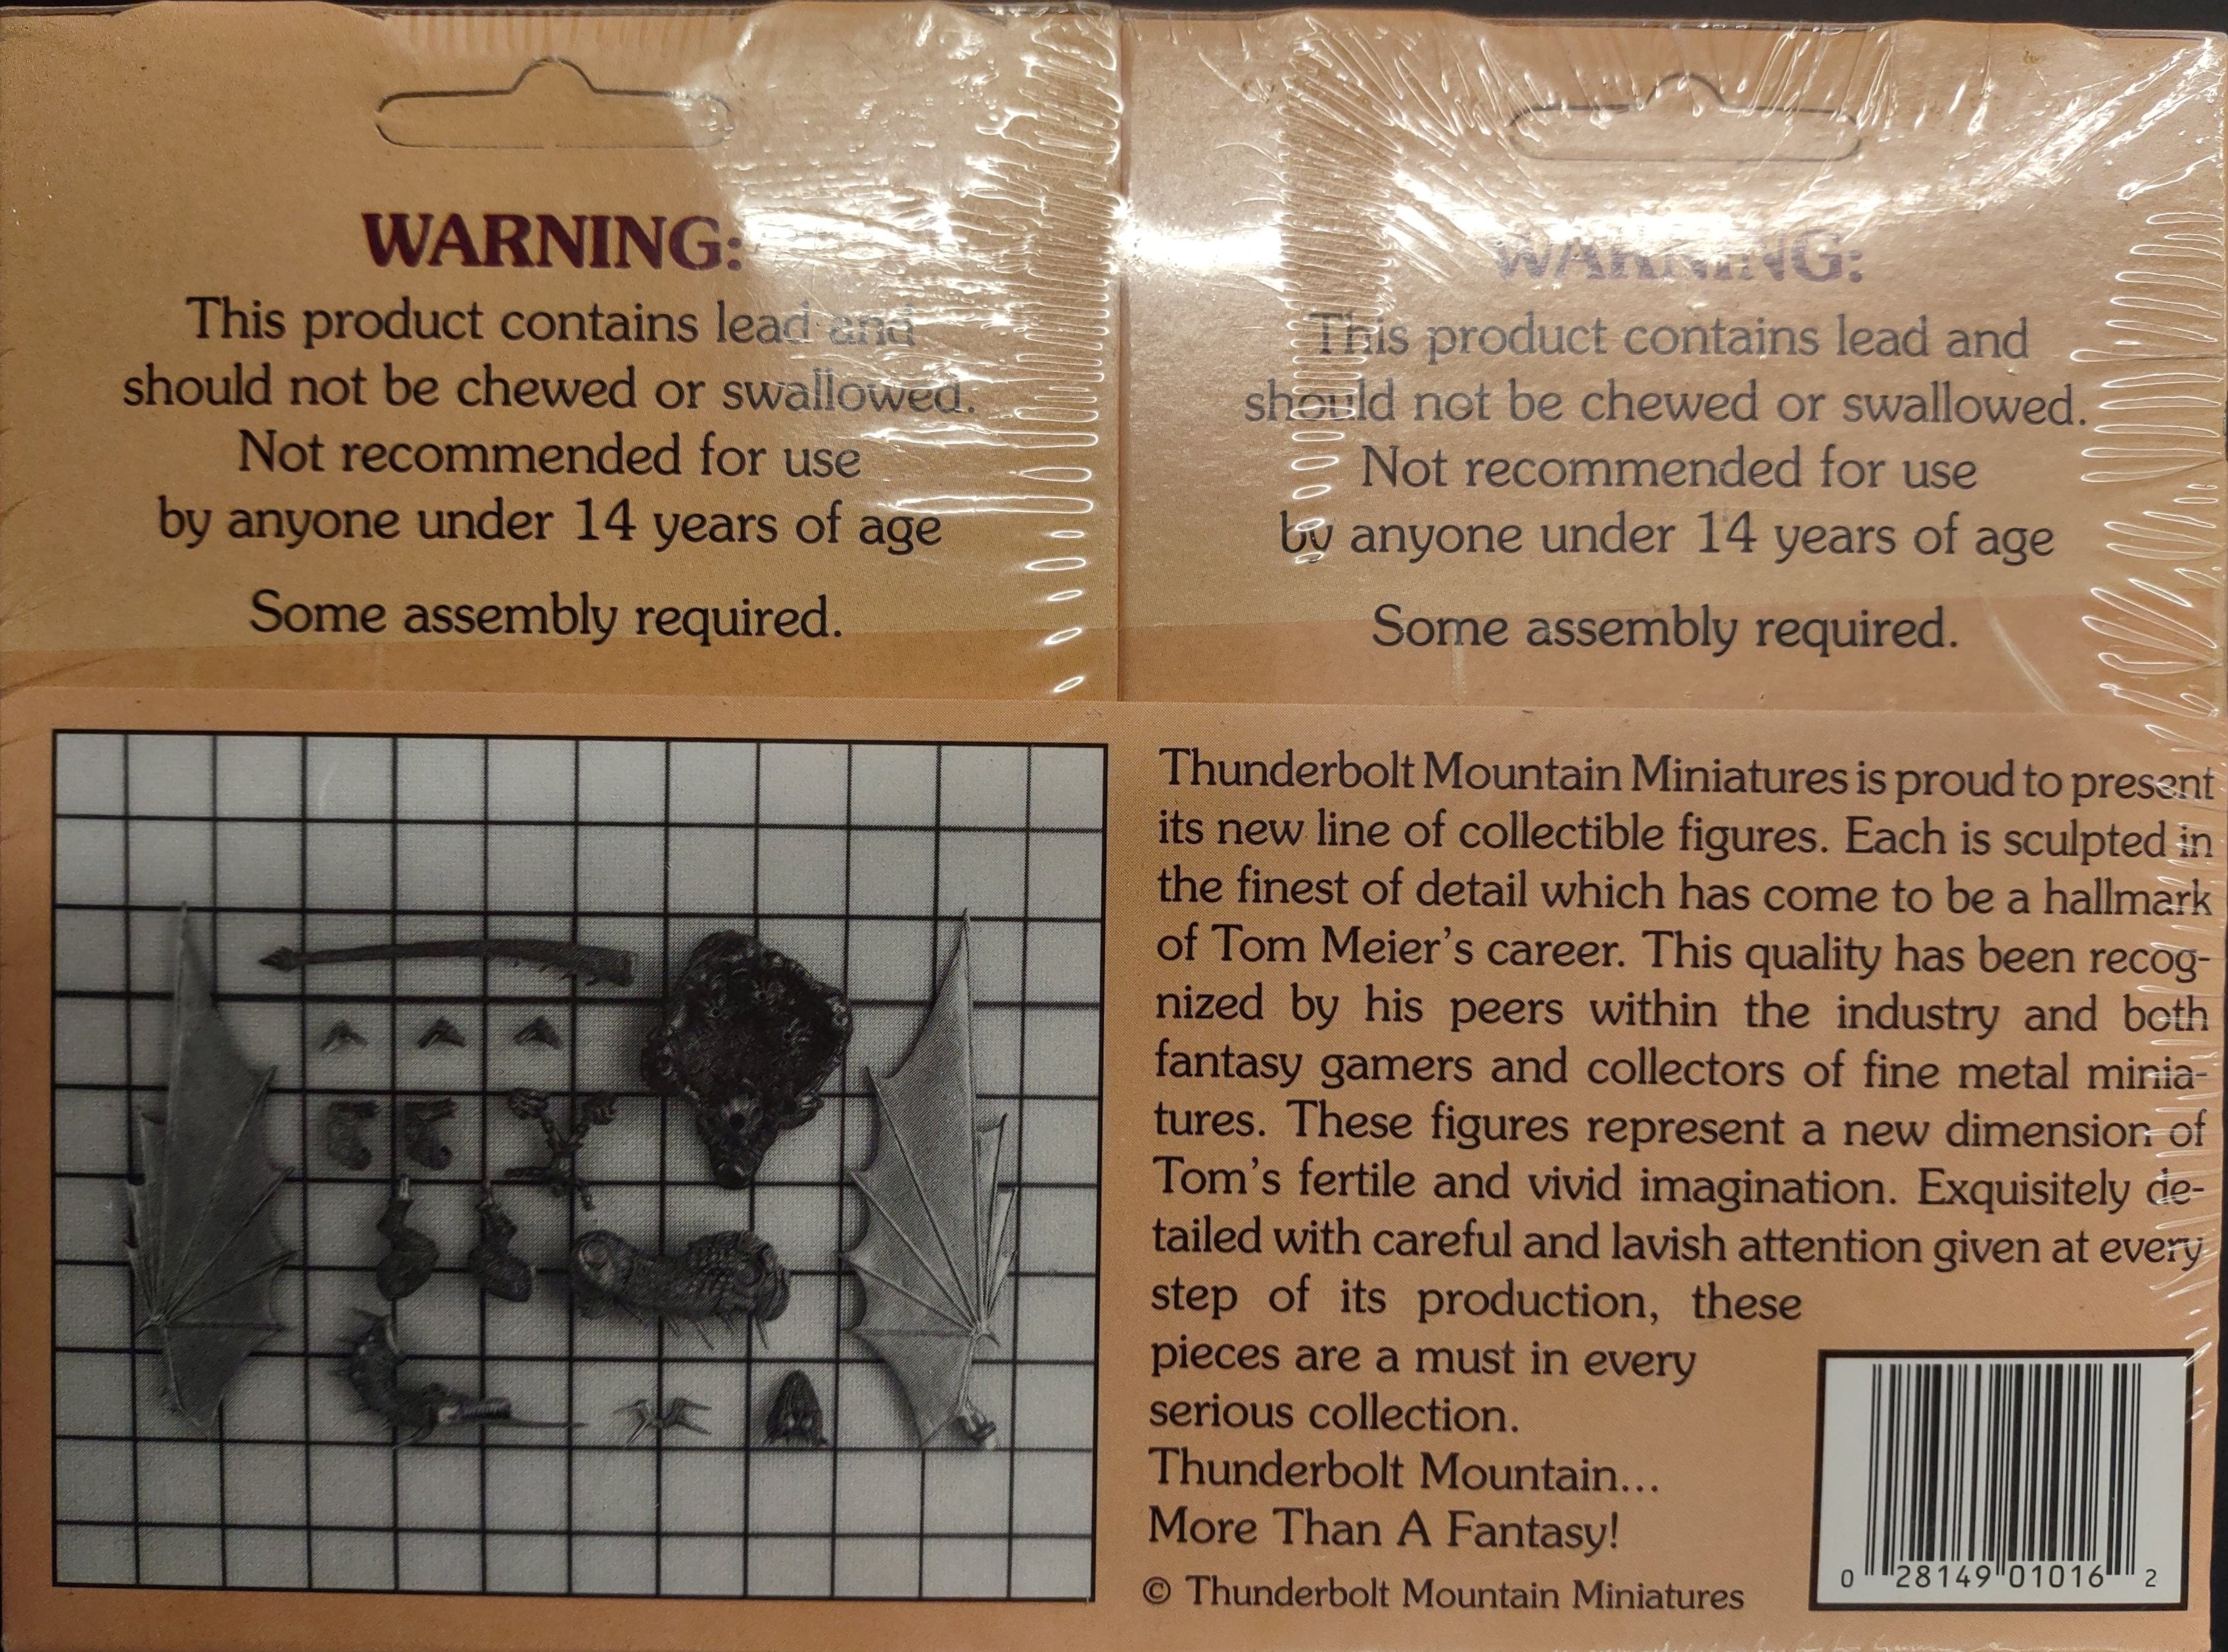 WARNING:
This product contains lead and
should not be chewed or swallowed.
Not recommended for use
by anyone under 14 years of age
Some assembly required.
WARNING:
This product contains lead and
should not be chewed or swallowed.
Not recommended for use
by anyone under 14 years of age
Some assembly required.
Thunderbolt Mountain Miniatures is proud to present
its new line of collectible figures. Each is sculpted in
the finest of detail which has come to be a hallmark
of Tom Meier's career. This quality has been recog-
nized by his peers within the industry and both
fantasy gamers and collectors of fine metal minia-
tures. These figures represent a new dimension of
Tom's fertile and vivid imagination. Exquisitely de-
tailed with careful and lavish attention given at every
step of its production, these
pieces are a must in every
serious collection.
Thunderbolt Mountain...
More Than A Fantasy!
© Thunderbolt Mountain Miniatures
0 28149 01016 2